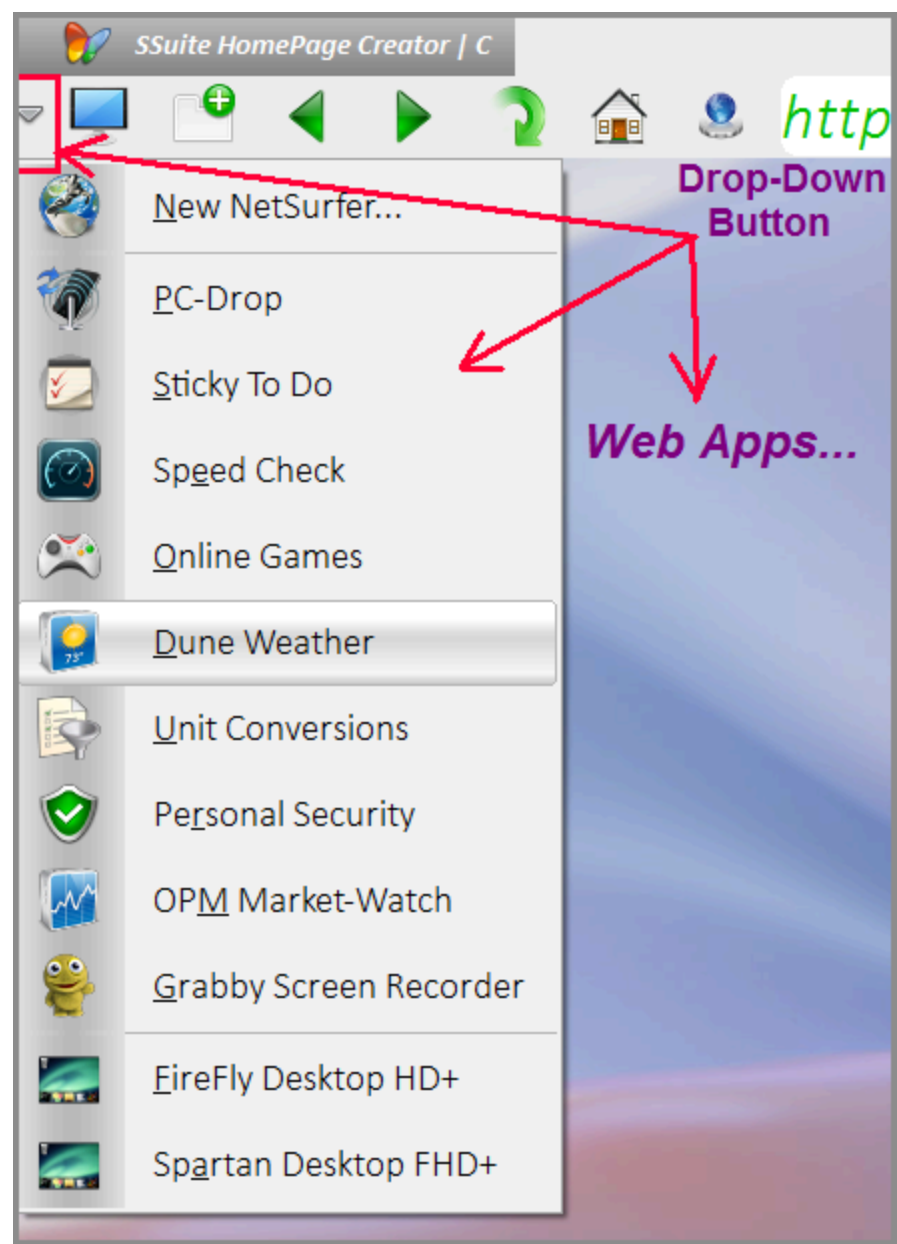 SSuite HomePage Creator | C
http
Drop-Down
Button
New NetSurfer...
PC-Drop
Sticky To Do
Web Apps...
Speed Check
Online Games
73°
Dune Weather
Unit Conversions
Personal Security
OPM Market-Watch
Grabby Screen Recorder
FireFly Desktop HD+
Spartan Desktop FHD+